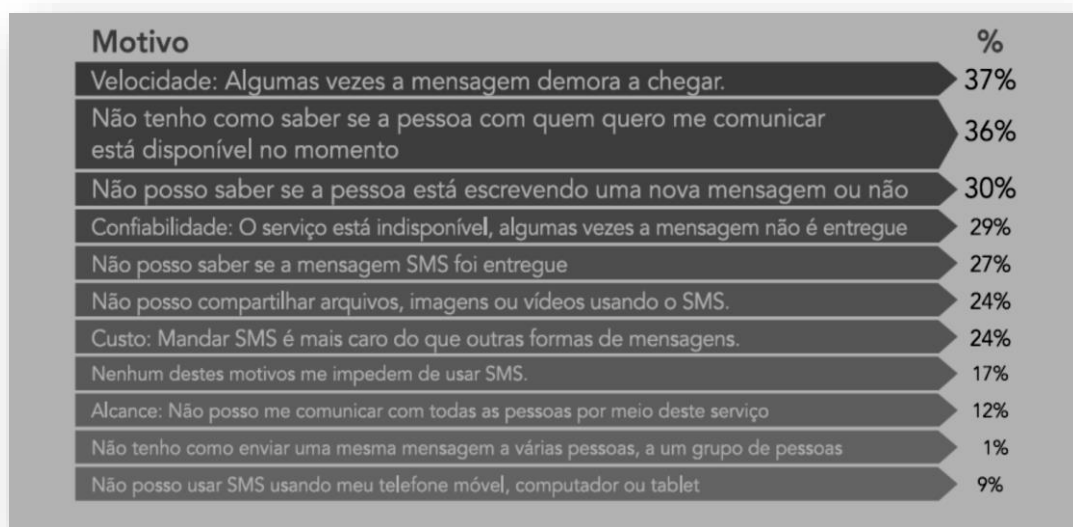 Motivo %
Velocidade: Algumas vezes a mensagem demora a chegar. 37%
Não tenho como saber se a pessoa com quem quero me comunicar
está disponível no momento 36%
Não posso saber se a pessoa está escrevendo uma nova mensagem ou não 30%
Confiabilidade: O serviço está indisponível, algumas vezes a mensagem não é entregue 29%
Não posso saber se a mensagem SMS foi entregue 27%
Não posso compartilhar arquivos, imagens ou vídeos usando o SMS. 24%
Custo: Mandar SMS é mais caro do que outras formas de mensagens. 24%
Nenhum destes motivos me impedem de usar SMS. 17%
Alcance: Não posso me comunicar com todas as pessoas por meio deste serviço 12%
Não tenho como enviar uma mesma mensagem a várias pessoas, a um grupo de pessoas 1%
Não posso usar SMS usando meu telefone móvel, computador ou tablet 9%